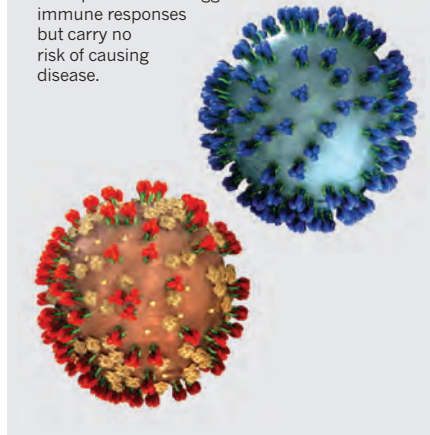 immune responses
but carry no
risk of causing
disease.